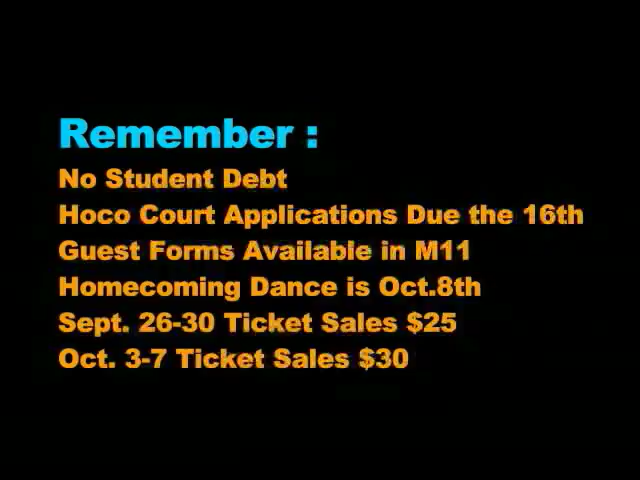 Remember :
No Student Debt
Hoco Court Applications Due the 16th
Guest Forms Available in M11
Homecoming Dance is Oct.8th
Sept. 26-30 Ticket Sales $25
Oct. 3-7 Ticket Sales $30